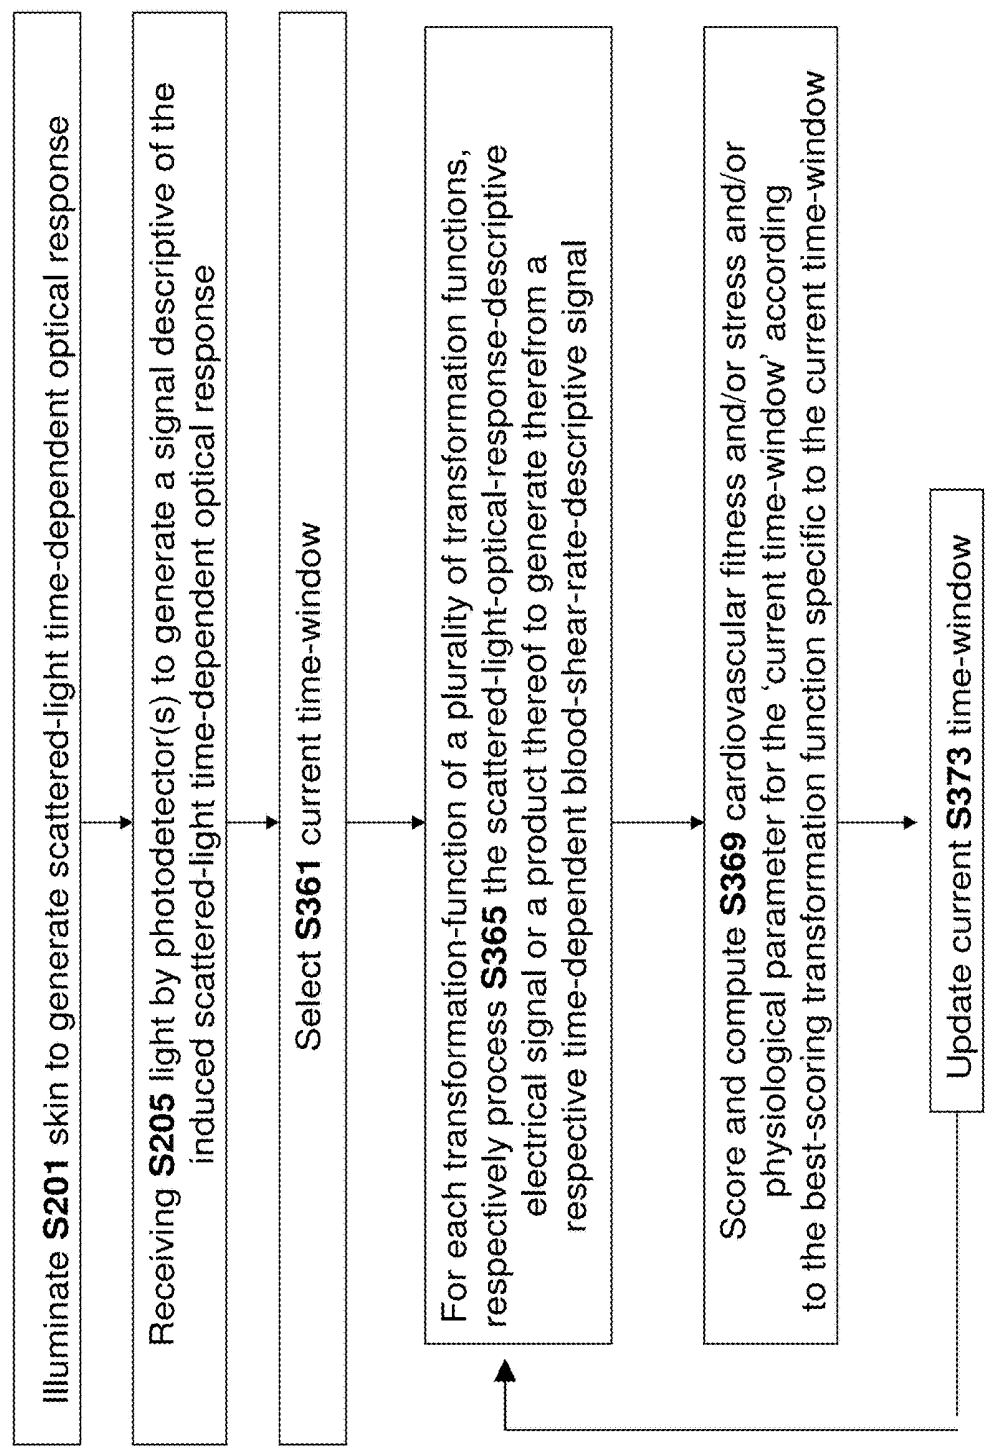 Illuminate S201 skin to generate scattered-light time-dependent optical response
Receiving S205 light by photodetector(s) to generate a signal descriptive of the
induced scattered-light time-dependent optical response
Select S361 current time-window
For each transformation-function of a plurality of transformation functions,
respectively process S365 the scattered-light-optical-response-descriptive
electrical signal or a product thereof to generate therefrom a
respective time-dependent blood-shear-rate-descriptive signal
Score and compute S369 cardiovascular fitness and/or stress and/or
physiological parameter for the ‘current time-window’ according
to the best-scoring transformation function specific to the current time-window
Update current S373 time-window